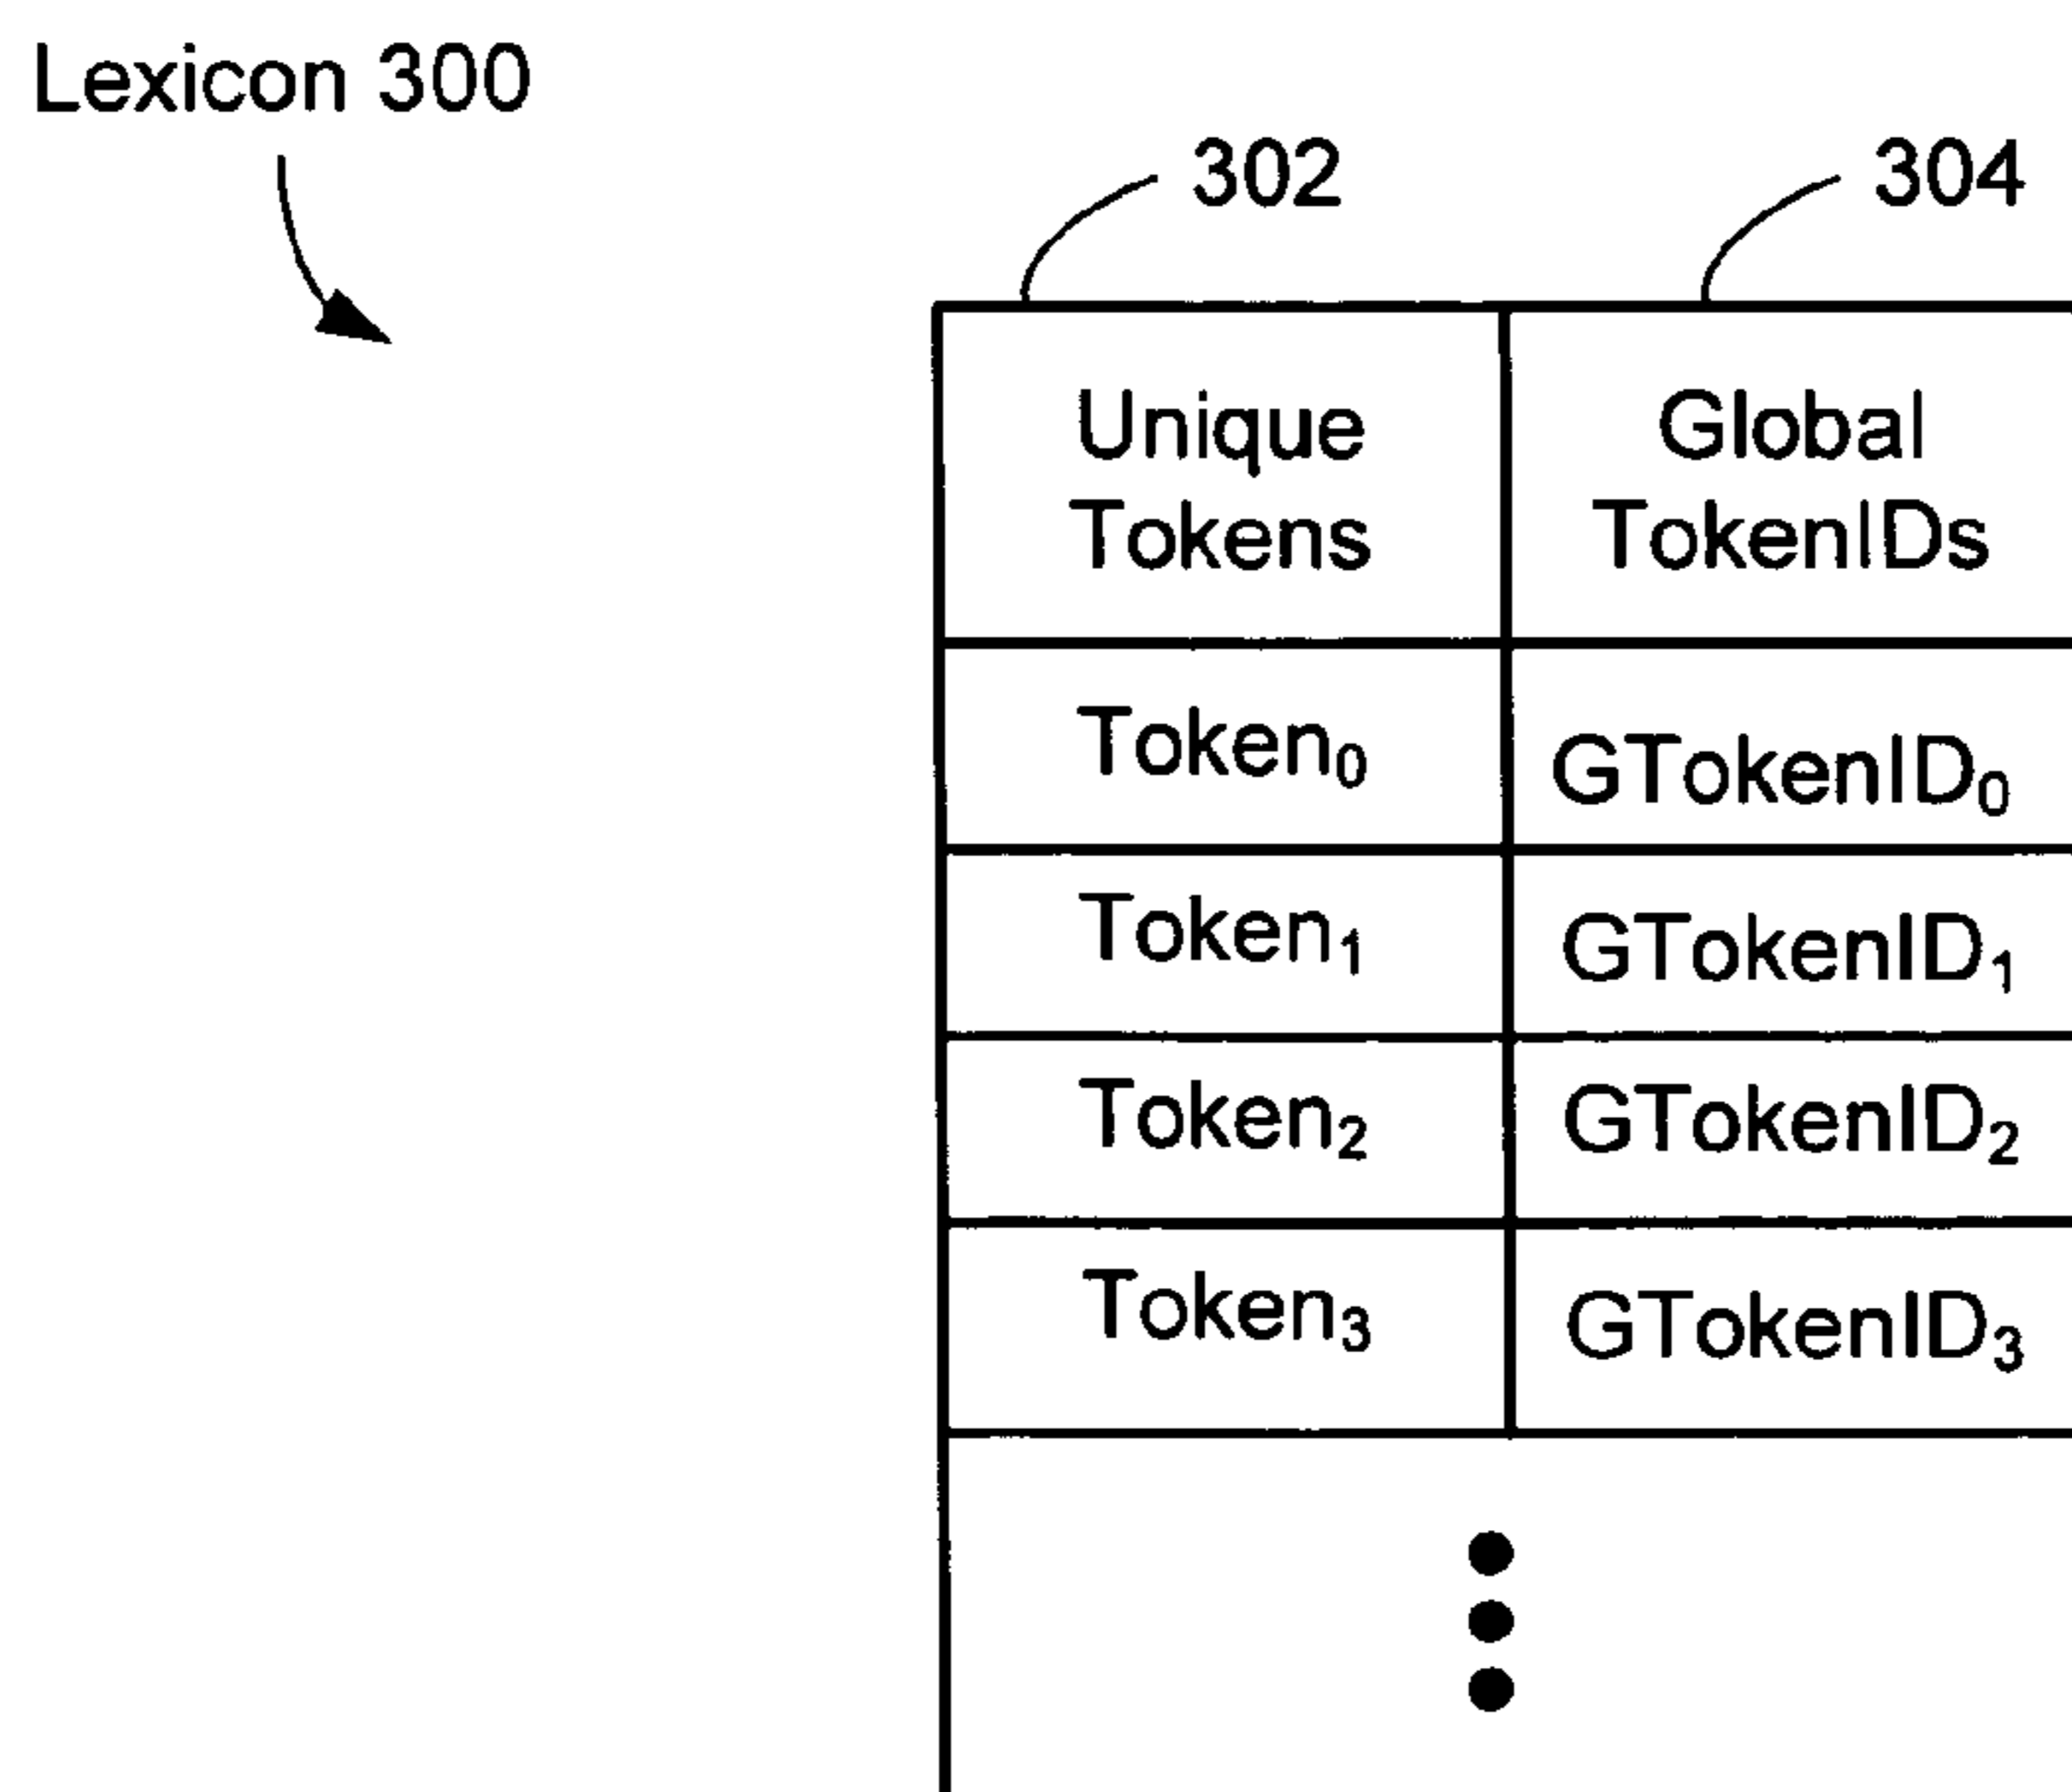 Lexicon 300
302 304
Unique Global
Tokens TokenIDs
Token₀ GTokenID₀
Token₁ GTokenID₁
Token₂ GTokenID₂
Token₃ GTokenID₃